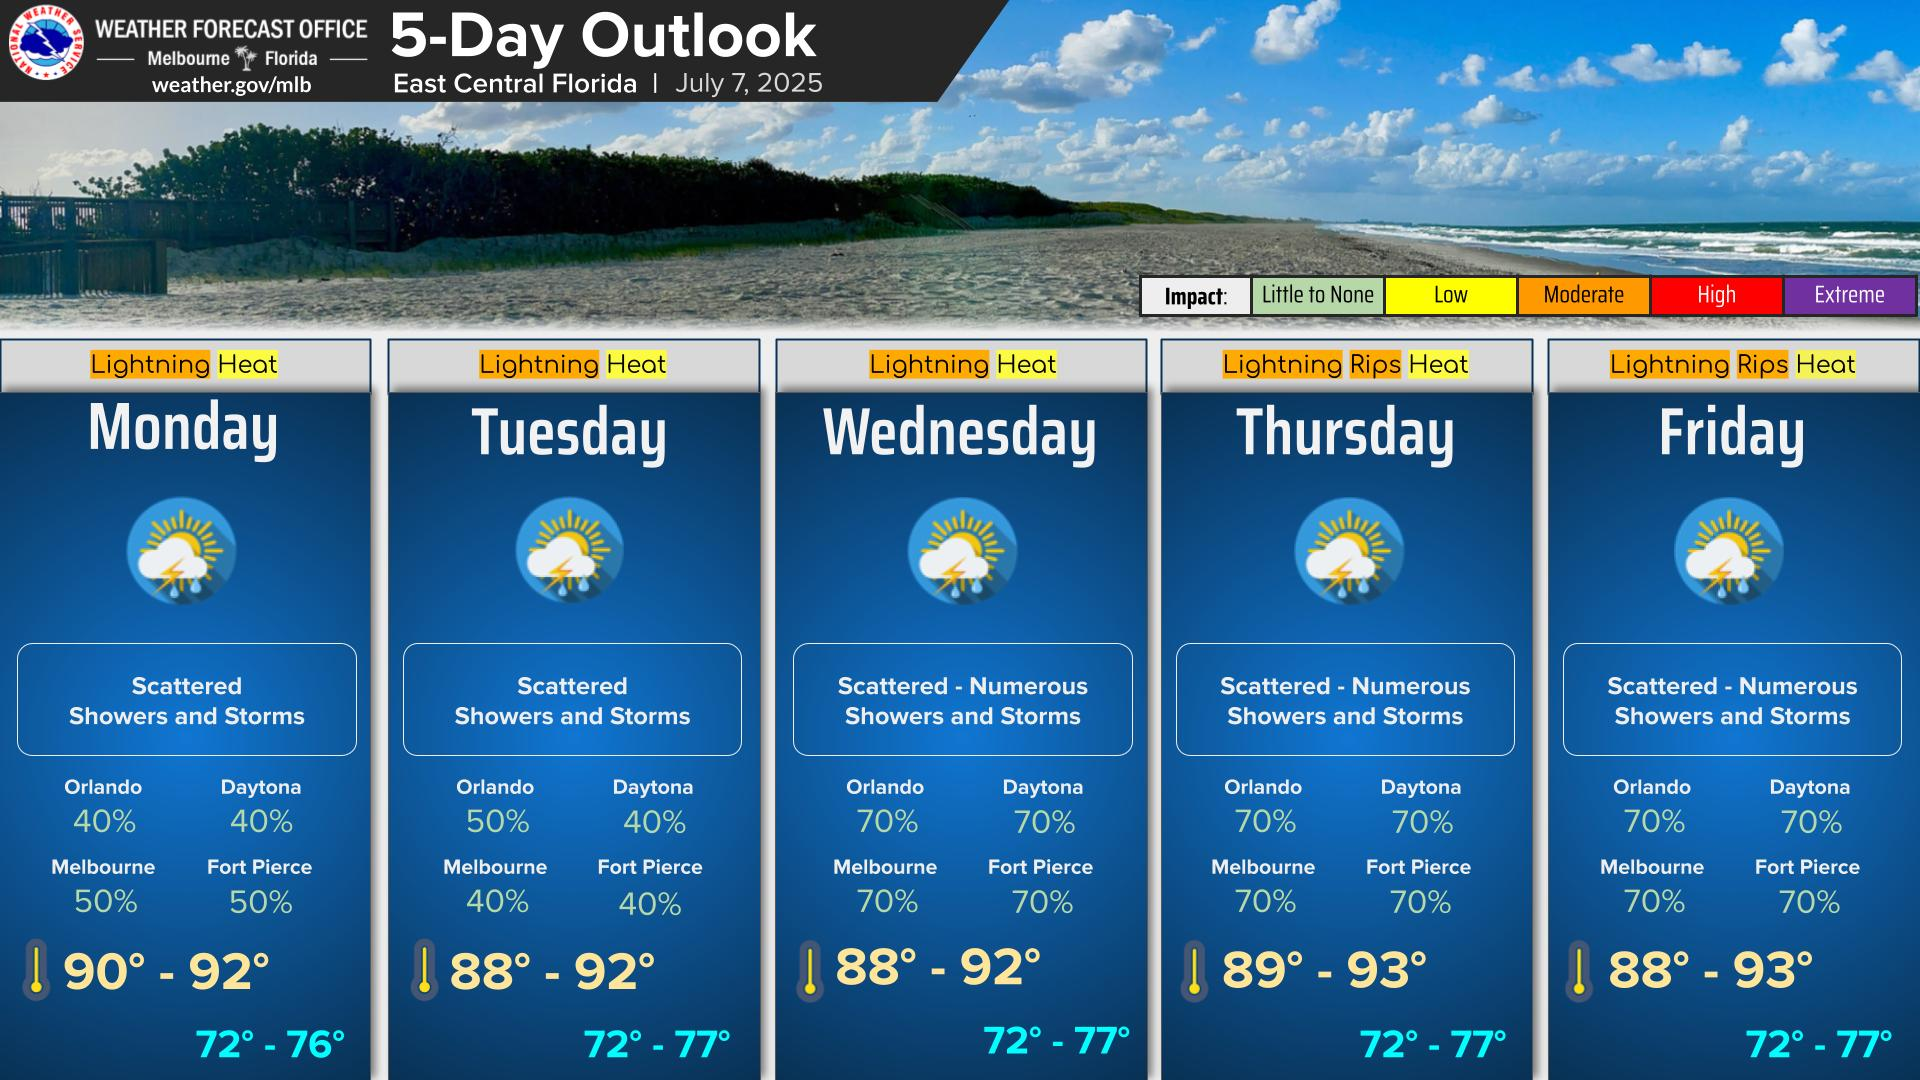 NATIONAL WEATHER SERVICE
WEATHER FORECAST OFFICE
Melbourne Florida
weather.gov/mlb
5-Day Outlook
East Central Florida | July 7, 2025
Impact: Little to None Low Moderate High Extreme
Lightning Heat
Monday
Scattered
Showers and Storms
Orlando Daytona
40% 40%
Melbourne Fort Pierce
50% 50%
90° - 92°
72° - 76°
Lightning Heat
Tuesday
Scattered
Showers and Storms
Orlando Daytona
50% 40%
Melbourne Fort Pierce
40% 40%
88° - 92°
72° - 77°
Lightning Heat
Wednesday
Scattered - Numerous
Showers and Storms
Orlando Daytona
70% 70%
Melbourne Fort Pierce
70% 70%
88° - 92°
72° - 77°
Lightning Rips Heat
Thursday
Scattered - Numerous
Showers and Storms
Orlando Daytona
70% 70%
Melbourne Fort Pierce
70% 70%
89° - 93°
72° - 77°
Lightning Rips Heat
Friday
Scattered - Numerous
Showers and Storms
Orlando Daytona
70% 70%
Melbourne Fort Pierce
70% 70%
88° - 93°
72° - 77°